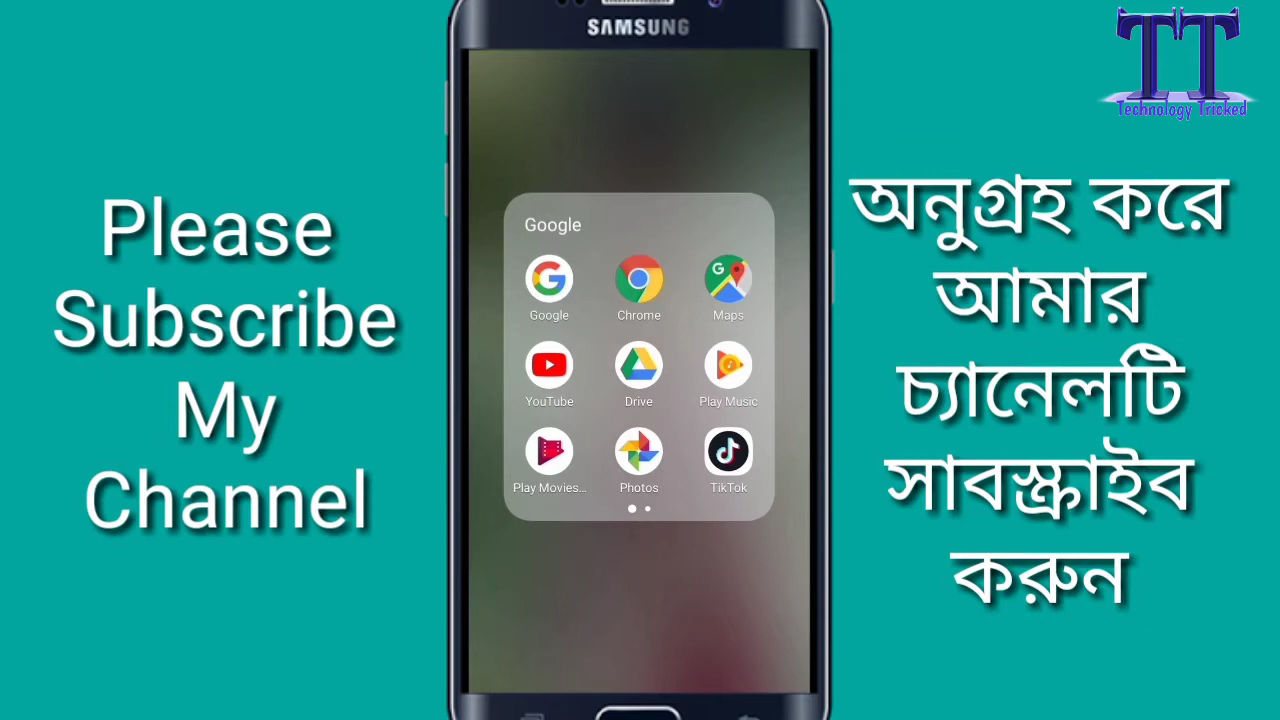 SAMSUNG
TT
Technology Tricked
Please
Subscribe
My
Channel
Google
Google
Chrome
Maps
YouTube
Drive
Play Music
Play Movies...
Photos
TikTok
অনুগ্রহ করে
আমার
চ্যানেলটি
সাবস্ক্রাইব
করুন